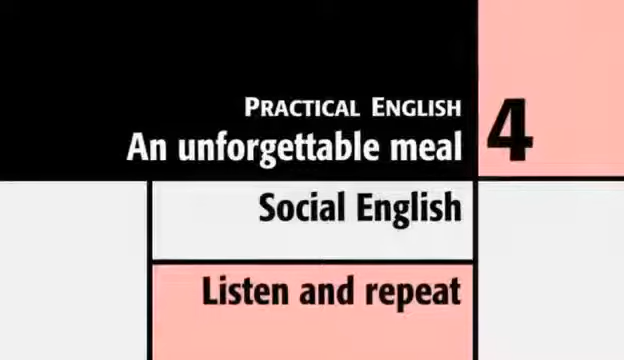 PRACTICAL ENGLISH
An unforgettable meal
4
Social English
Listen and repeat